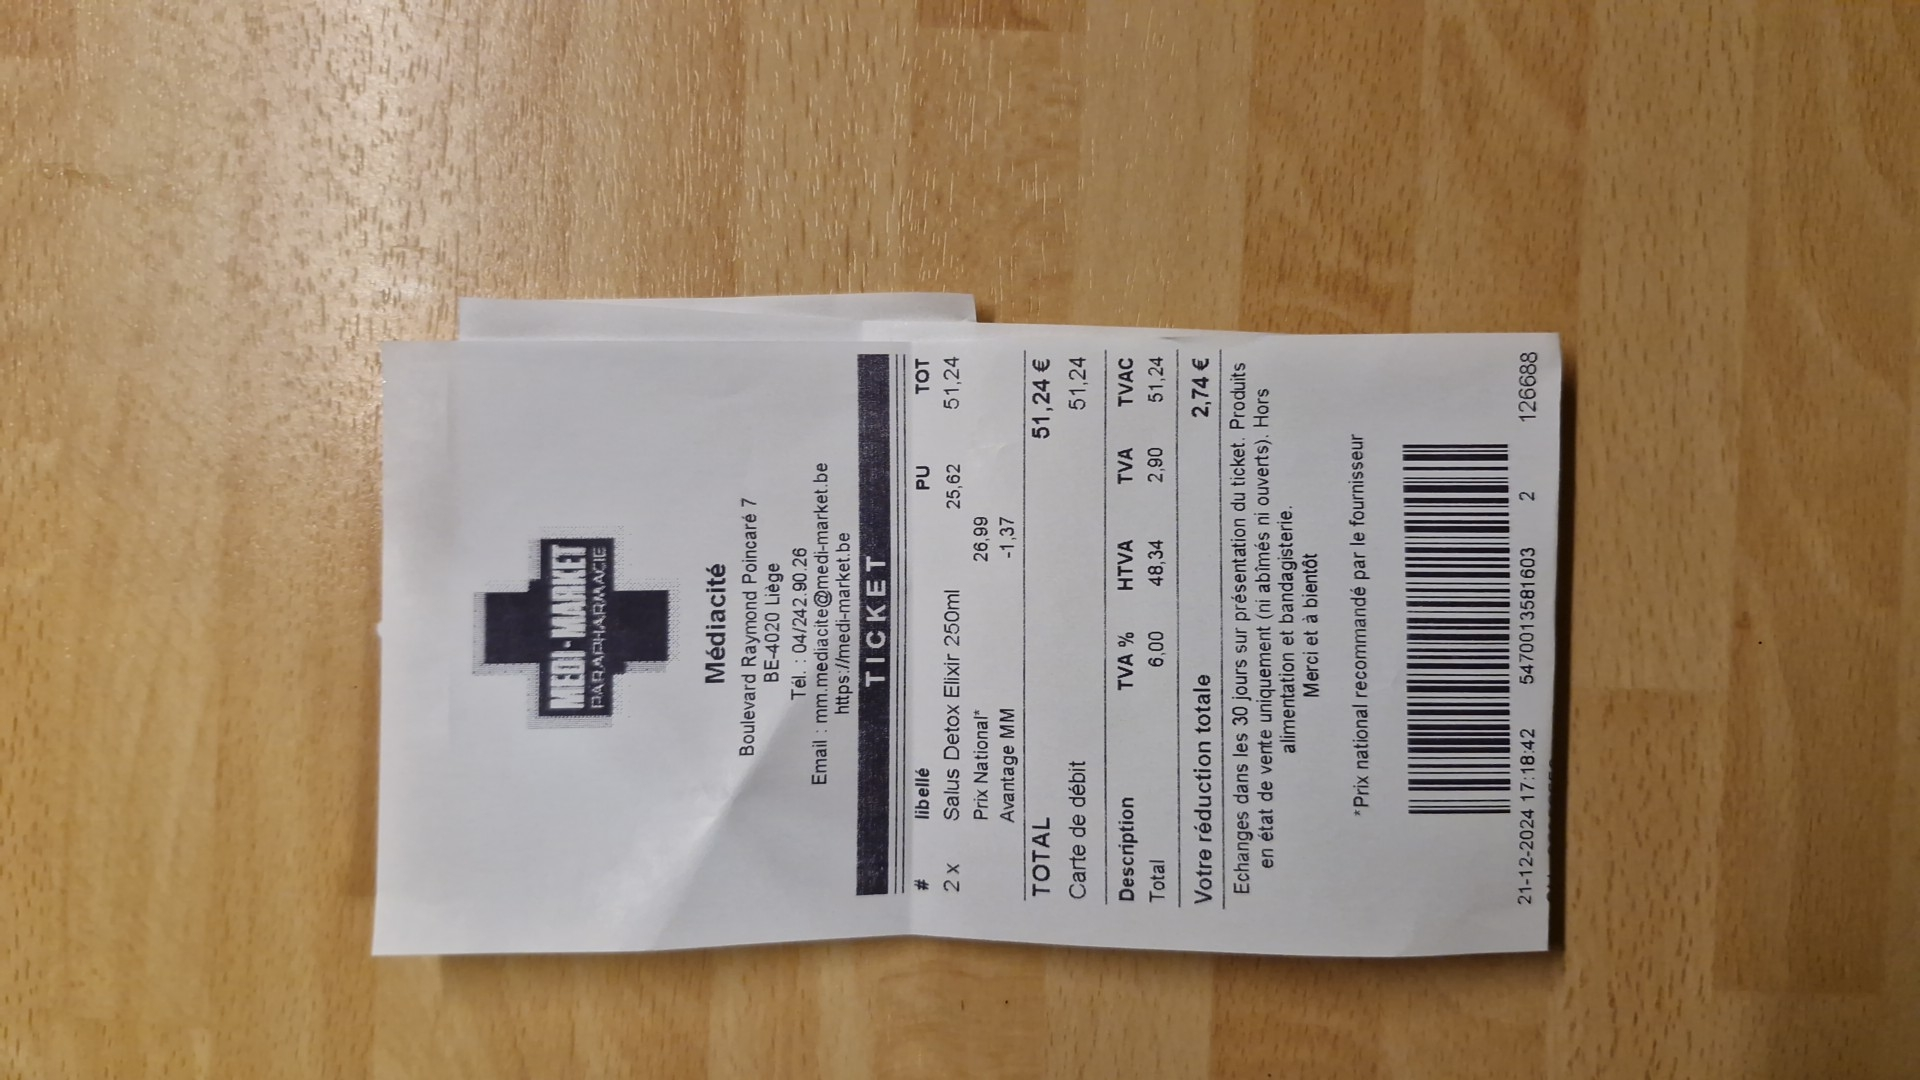 MEDI-MARKET
PARAPHARMACIE
Médiacité
Boulevard Raymond Poincaré 7
BE-4020 Liège
Tél. : 04/242.90.26
Email : mm.mediacite@medi-market.be
https://medi-market.be
TICKET
# libellé PU TOT
2 x Salus Detox Elixir 250ml 25,62 51,24
Prix National* 26,99
Avantage MM -1,37
TOTAL 51,24 €
Carte de débit 51,24
Description TVA % HTVA TVA TVAC
Total 6,00 48,34 2,90 51,24
Votre réduction totale 2,74 €
Echanges dans les 30 jours sur présentation du ticket. Produits
en état de vente uniquement (ni abîmés ni ouverts). Hors
alimentation et bandagisterie.
Merci et à bientôt
*Prix national recommandé par le fournisseur
21-12-2024 17:18:42 5470013581603 2 126688